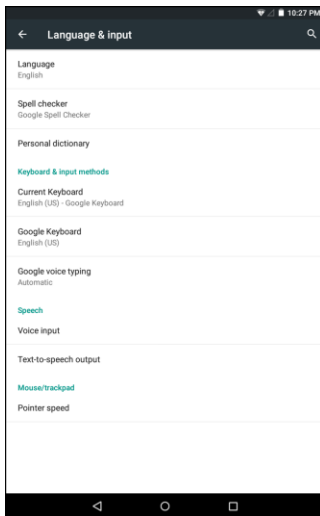 10:27 PM
Language & input
Language
English
Spell checker
Google Spell Checker
Personal dictionary
Keyboard & input methods
Current Keyboard
English (US) - Google Keyboard
Google Keyboard
English (US)
Google voice typing
Automatic
Speech
Voice input
Text-to-speech output
Mouse/trackpad
Pointer speed